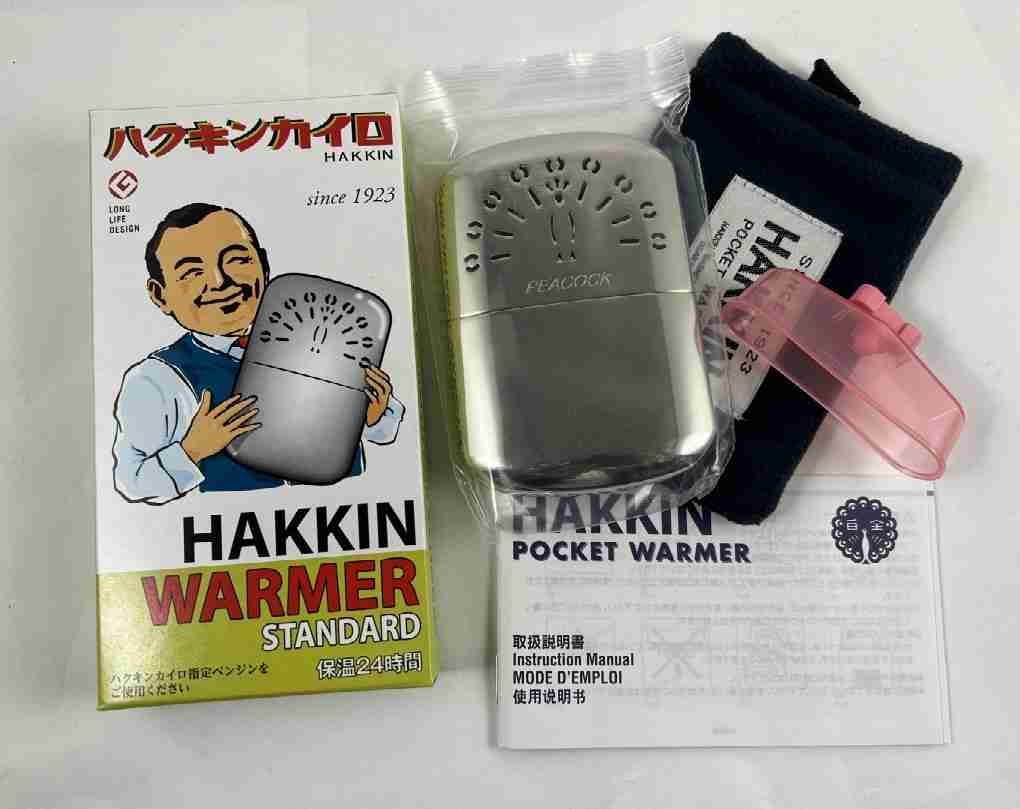 ハクキンカイロ
HAKKIN
since 1923
LONG
LIFE
DESIGN
HAKKIN
WARMER
STANDARD
保温24時間
ハクキンカイロ指定ベンジンを
ご使用ください
PEACOCK
POCKET
1923
HAKKIN
POCKET WARMER
取扱説明書
Instruction Manual
MODE D'EMPLOI
使用说明书